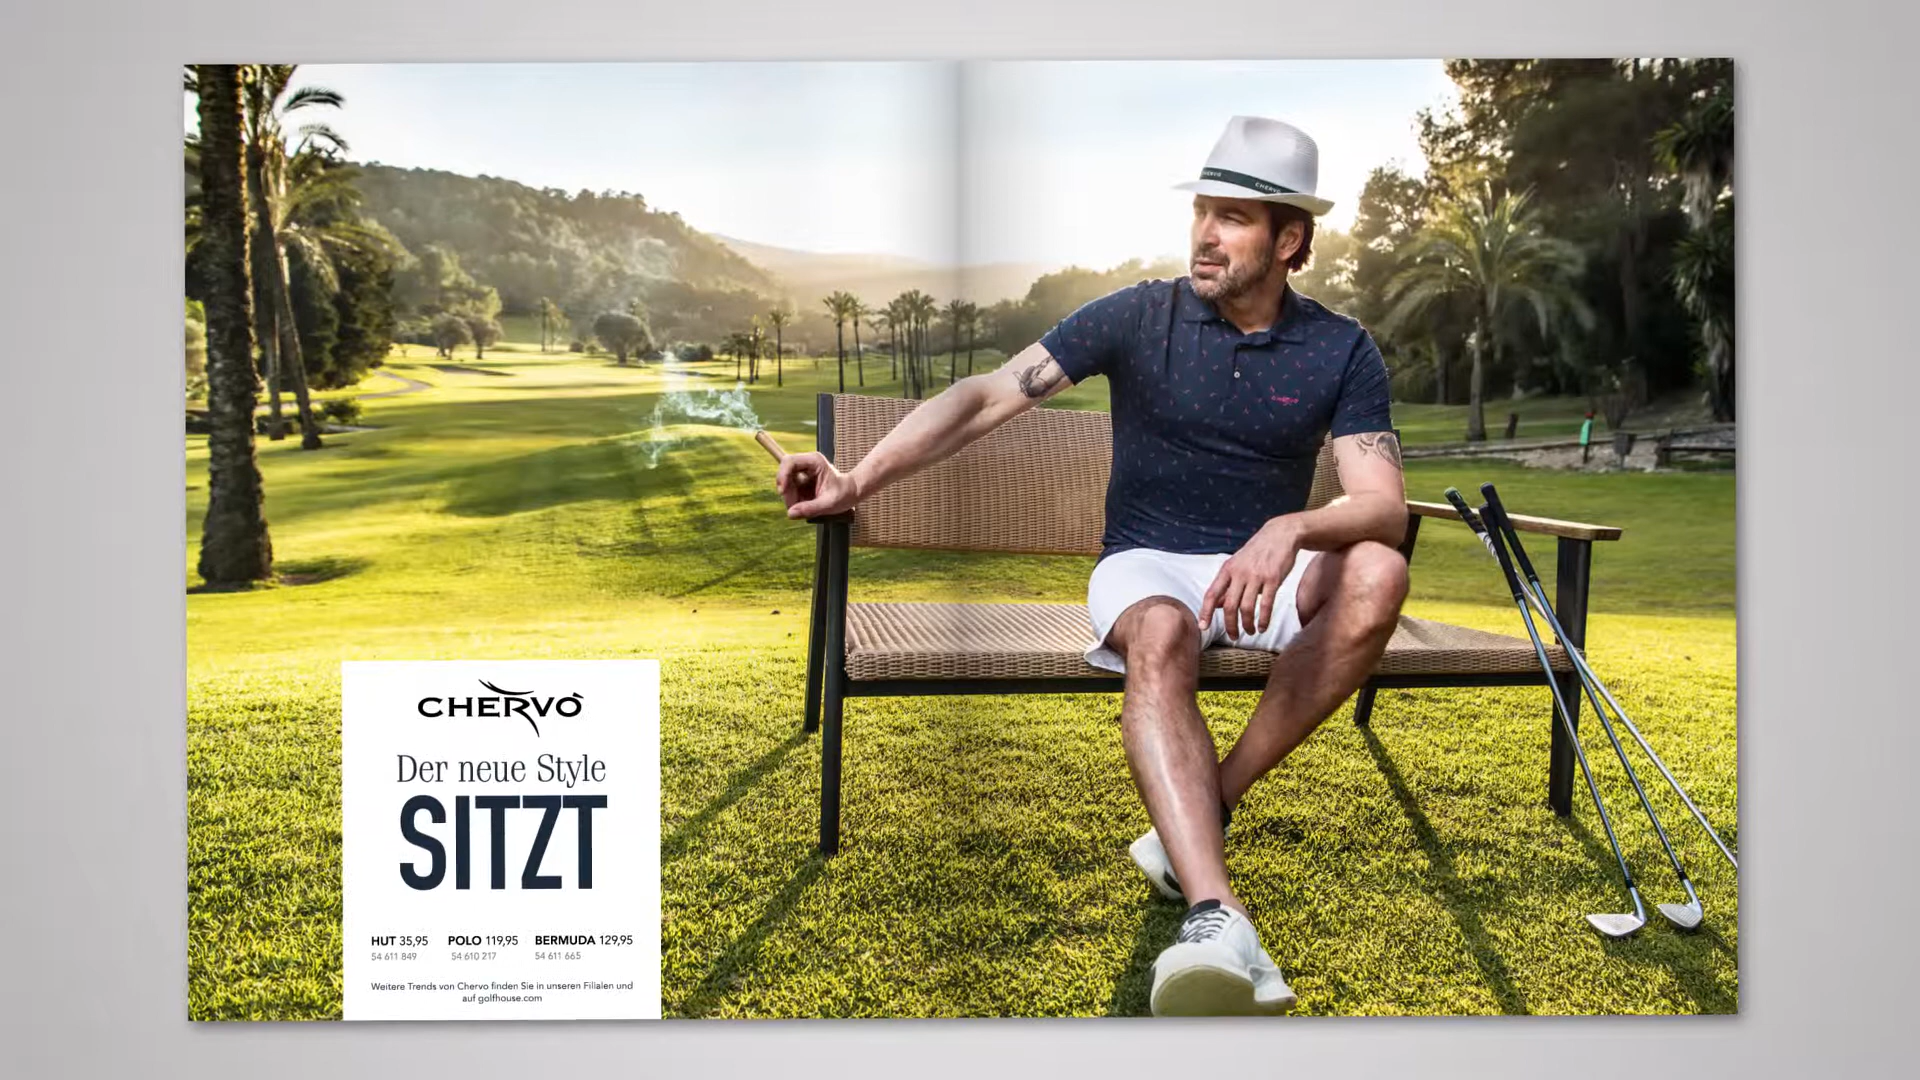 CHERVÒ
CHERVÒ
Der neue Style
SITZT
HUT 35,95 POLO 119,95 BERMUDA 129,95
54 611 849 54 610 217 54 611 665
Weitere Trends von Chervo finden Sie in unseren Filialen und
auf golfhouse.com